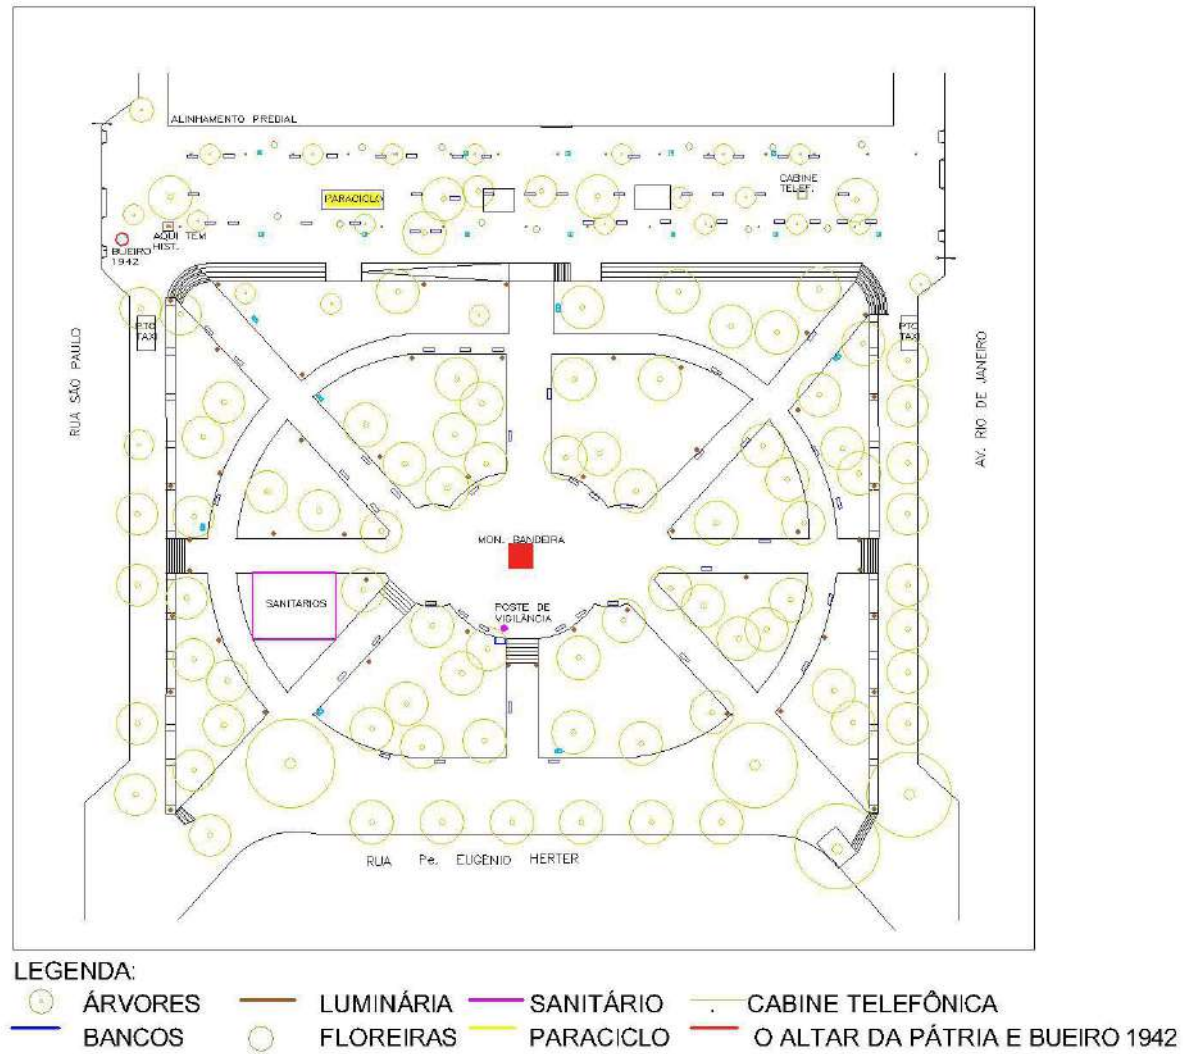 ALINHAMENTO PREDIAL
CABINE
TELEF.
PARACICLO
AQUI TEM
HIST.
BUEIRO
1942
PTO
TAXI
PTO
TAXI
RUA SÃO PAULO
AV. RIO DE JANEIRO
MON. BANDEIRA
SANITÁRIOS
POSTE DE
VIGILÂNCIA
RUA Pe. EUGÊNIO HERTER
LEGENDA:
ÁRVORES LUMINÁRIA SANITÁRIO CABINE TELEFÔNICA
BANCOS FLOREIRAS PARACICLO O ALTAR DA PÁTRIA E BUEIRO 1942